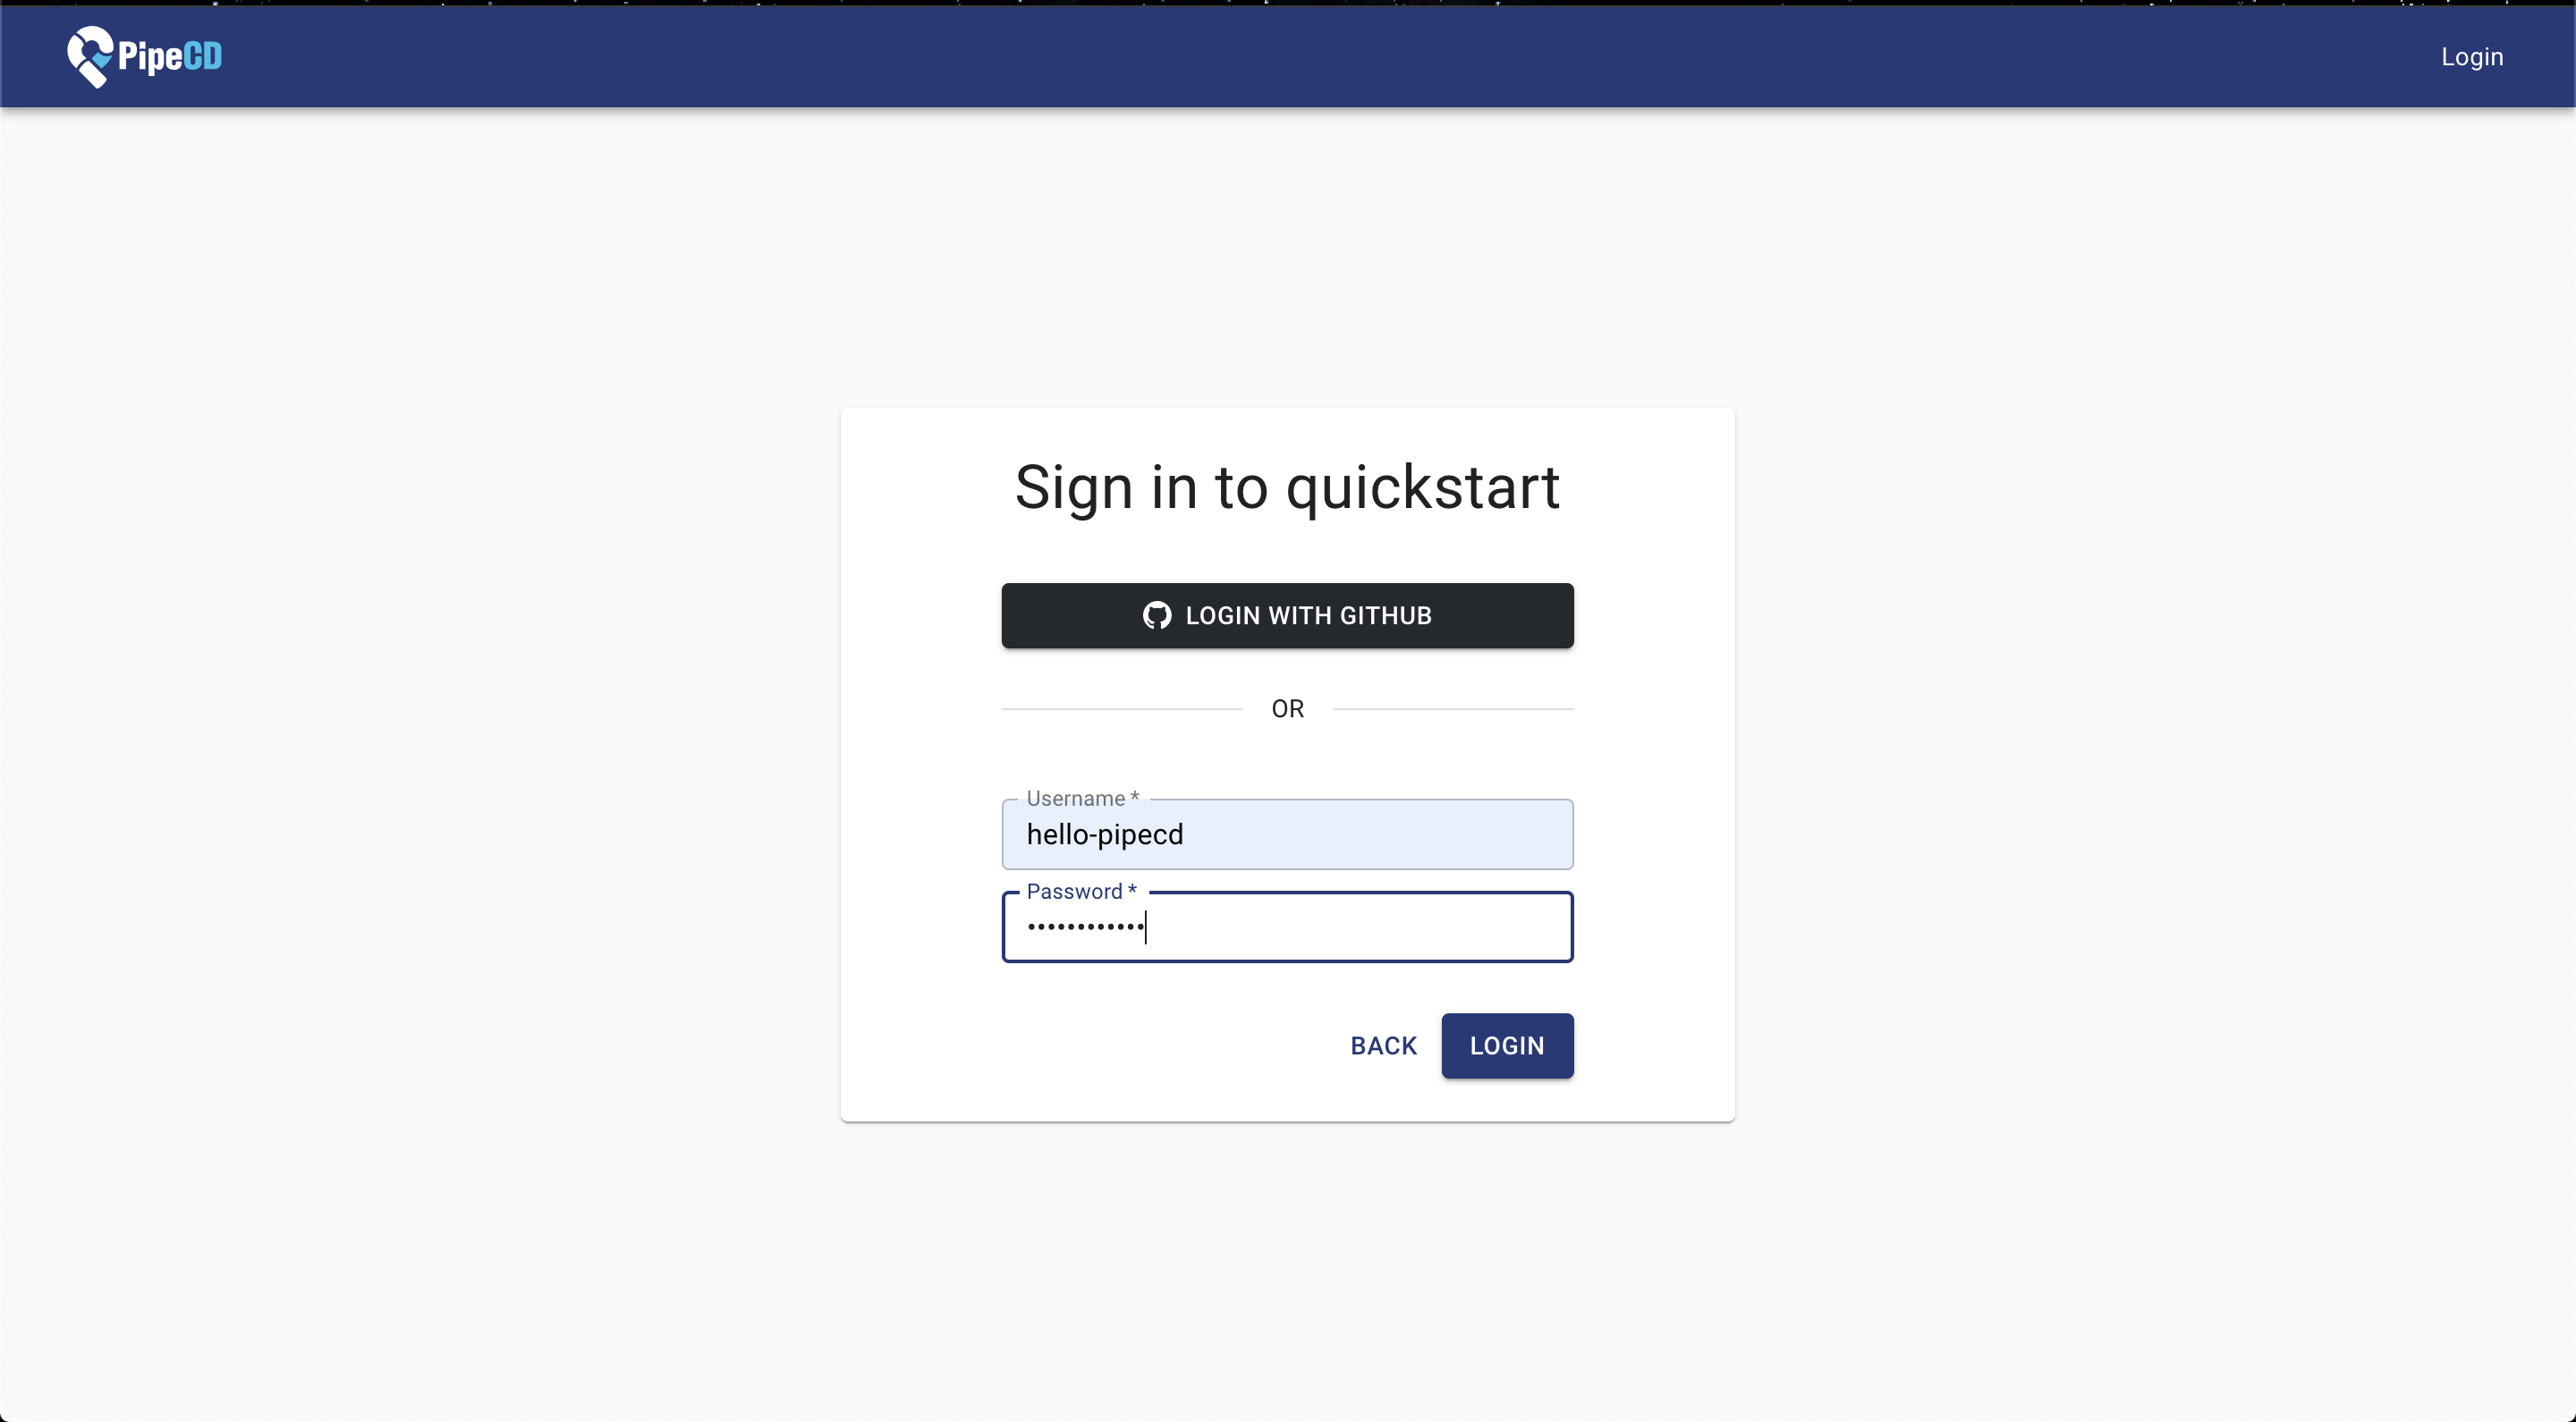 PipeCD
Login
Sign in to quickstart
LOGIN WITH GITHUB
OR
Username *
hello-pipecd
Password *
••••••••••••
BACK
LOGIN